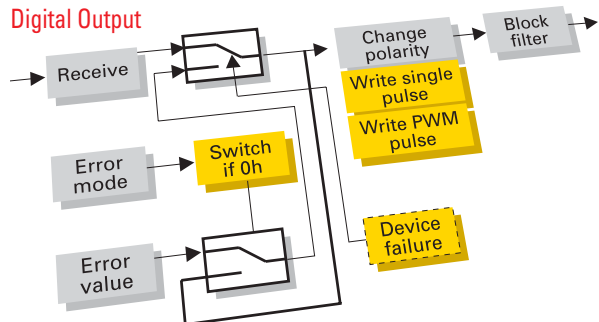 Digital Output
Receive
Change
polarity
Block
filter
Write single
pulse
Write PWM
pulse
Error
mode
Switch
if 0h
Device
failure
Error
value